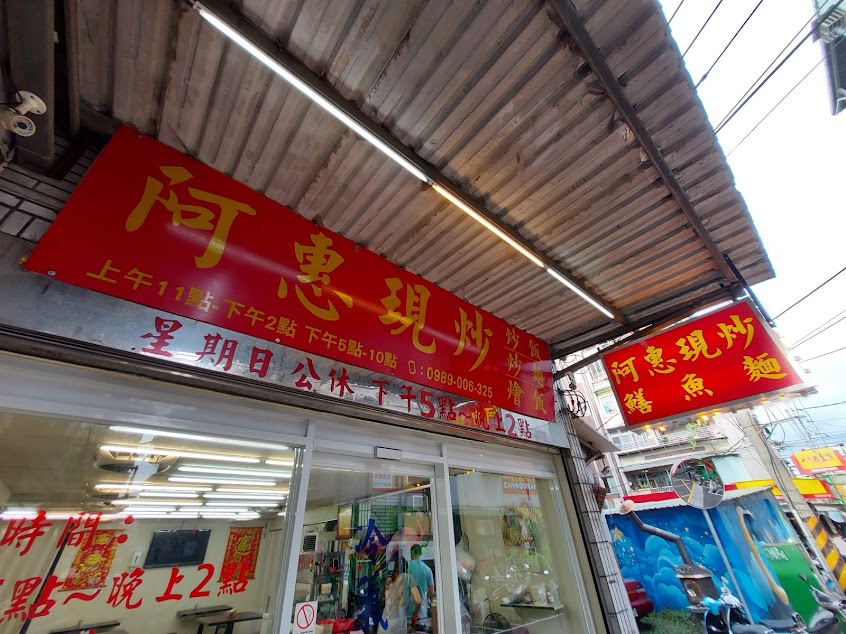 阿惠現炒
炒飯
炒麵
燴飯
上午11點-下午2點 下午5點-10點 :0989-006-325
星期日公休 下午5點~晚上2點
阿惠現炒
鱔魚麵
時間:
點~晚上2點
冷氣